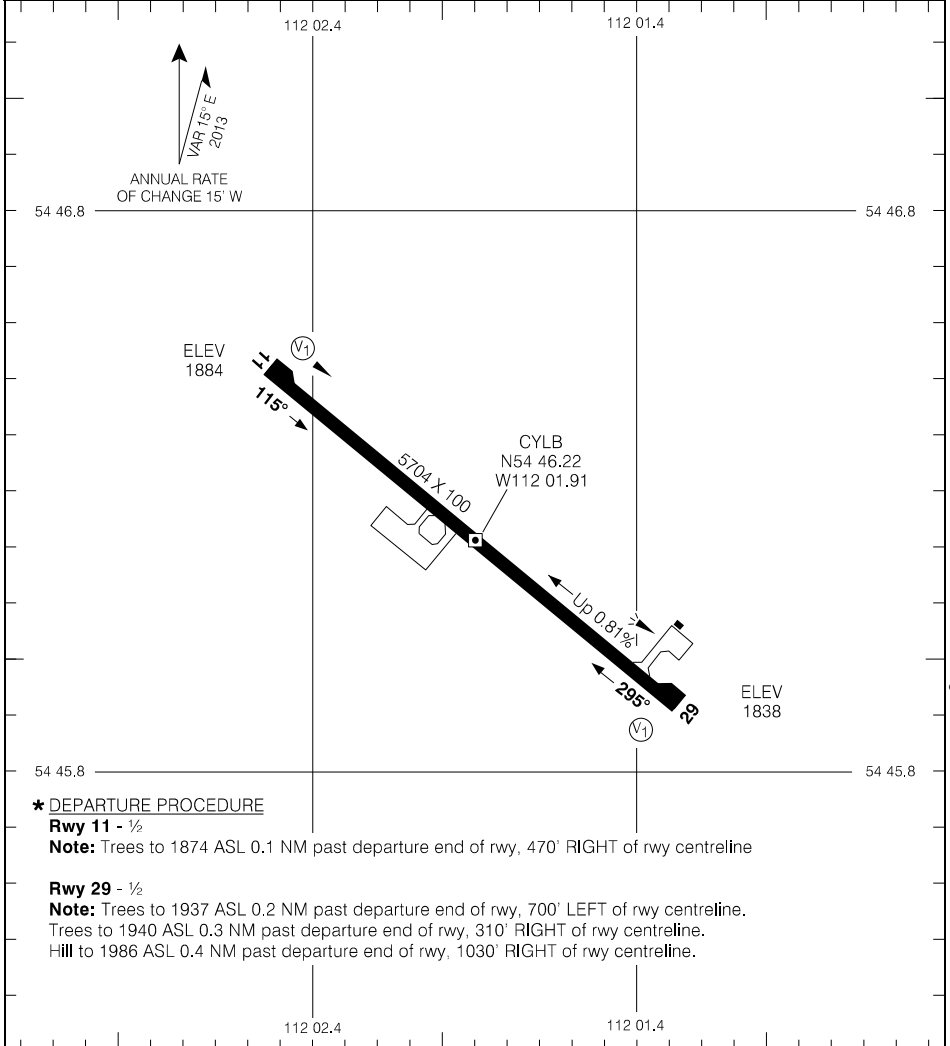 112 02.4
112 01.4
VAR 15° E
2013
ANNUAL RATE
OF CHANGE 15' W
54 46.8
54 46.8
ELEV
1884
11
V1
115°
5704 X 100
CYLB
N54 46.22
W112 01.91
Up 0.81%
295°
29
V1
ELEV
1838
54 45.8
54 45.8
* DEPARTURE PROCEDURE
Rwy 11 - ½
Note: Trees to 1874 ASL 0.1 NM past departure end of rwy, 470' RIGHT of rwy centreline
Rwy 29 - ½
Note: Trees to 1937 ASL 0.2 NM past departure end of rwy, 700' LEFT of rwy centreline.
Trees to 1940 ASL 0.3 NM past departure end of rwy, 310' RIGHT of rwy centreline.
Hill to 1986 ASL 0.4 NM past departure end of rwy, 1030' RIGHT of rwy centreline.
112 02.4
112 01.4